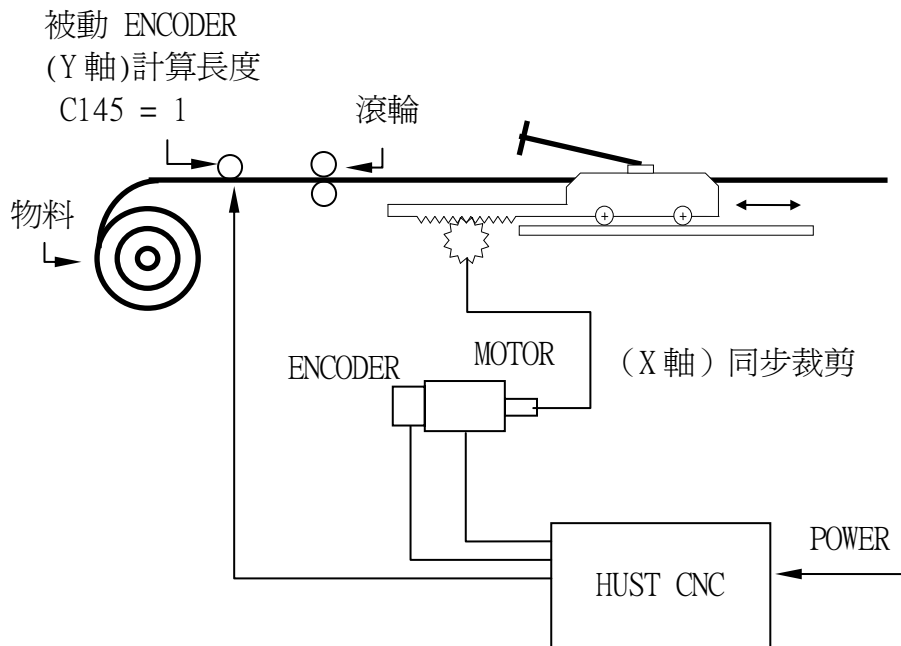 被動 ENCODER
(Y 軸)計算長度
C145 = 1
滾輪
物料
ENCODER
MOTOR
(X 軸) 同步裁剪
POWER
HUST CNC